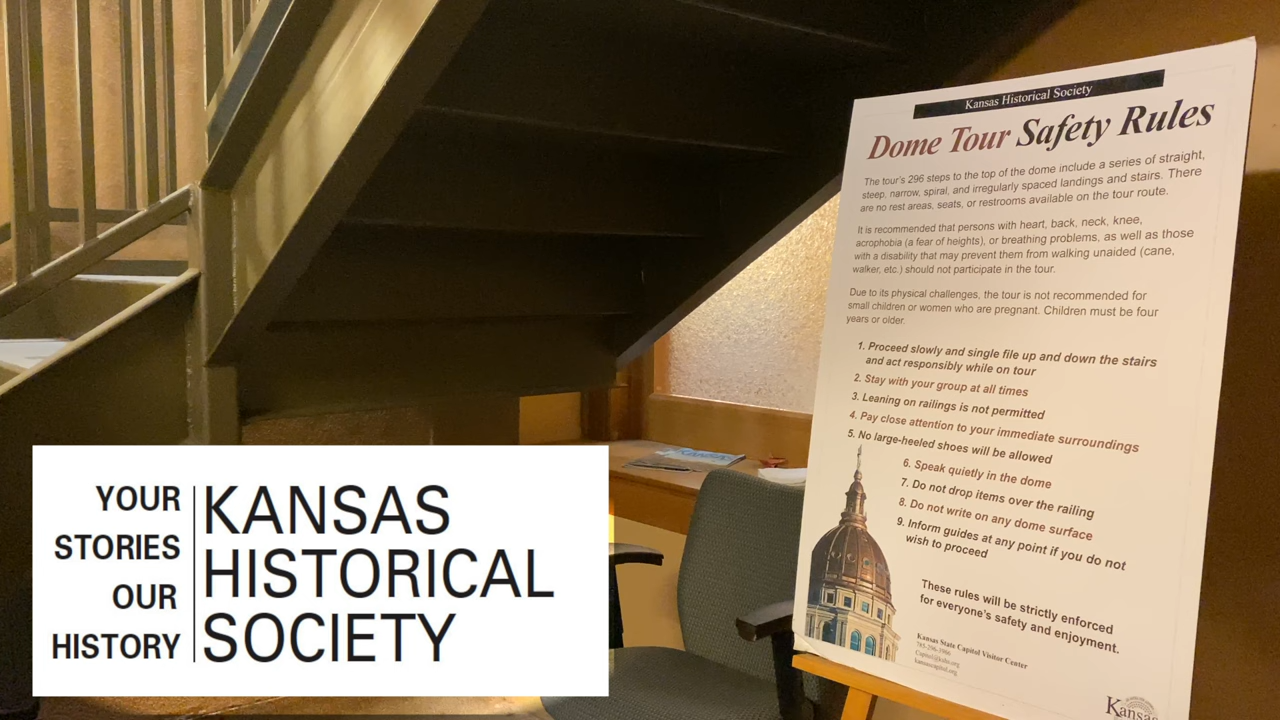 Kansas Historical Society
Dome Tour Safety Rules
The tour's 296 steps to the top of the dome include a series of straight,
steep, narrow, spiral, and irregularly spaced landings and stairs. There
are no rest areas, seats, or restrooms available on the tour route.
It is recommended that persons with heart, back, neck, knee,
acrophobia (a fear of heights), or breathing problems, as well as those
with a disability that may prevent them from walking unaided (cane,
walker, etc.) should not participate in the tour.
Due to its physical challenges, the tour is not recommended for
small children or women who are pregnant. Children must be four
years or older.
1. Proceed slowly and single file up and down the stairs
and act responsibly while on tour
2. Stay with your group at all times
3. Leaning on railings is not permitted
4. Pay close attention to your immediate surroundings
5. No large-heeled shoes will be allowed
6. Speak quietly in the dome
7. Do not drop items over the railing
8. Do not write on any dome surface
9. Inform guides at any point if you do not
wish to proceed
These rules will be strictly enforced
for everyone's safety and enjoyment.
Kansas State Capitol Visitor Center
kansascapitol.org
Kansas
YOUR
STORIES
OUR
HISTORY
KANSAS
HISTORICAL
SOCIETY